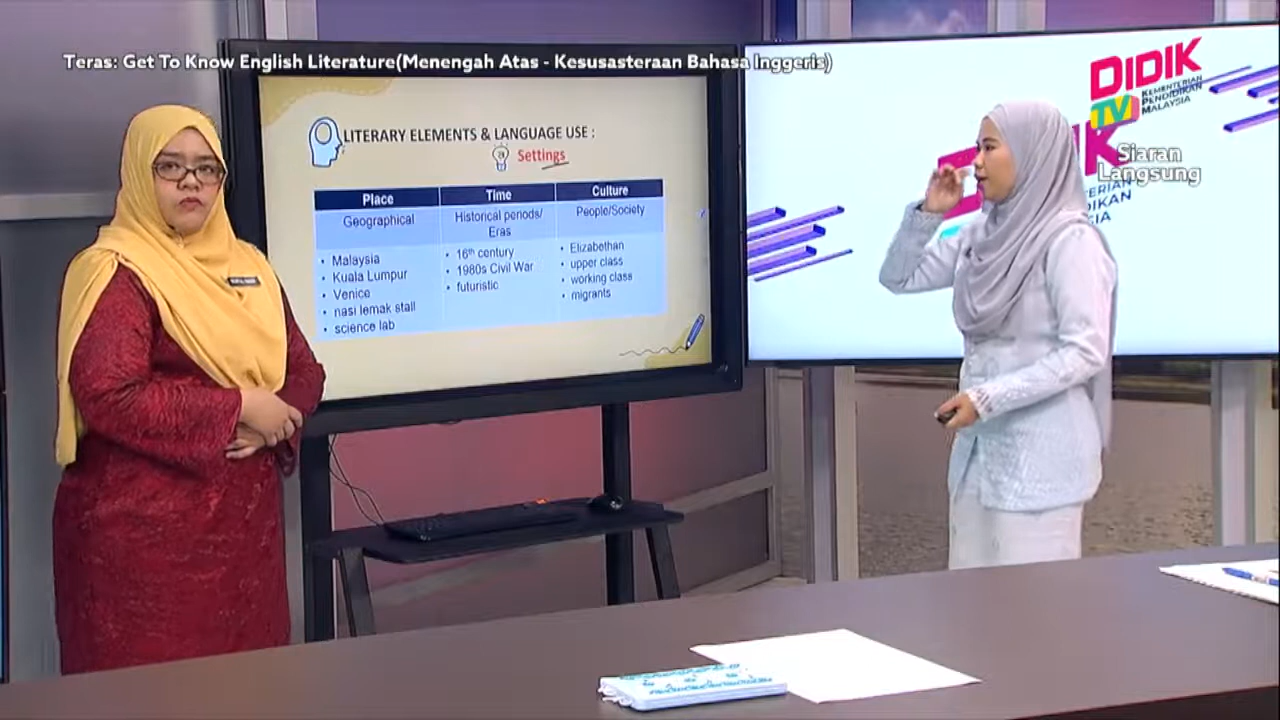 Teras: Get To Know English Literature(Menengah Atas - Kesusasteraan Bahasa Inggeris)
DIDIK
TV
KEMENTERIAN
PENDIDIKAN
MALAYSIA
Siaran
Langsung
LITERARY ELEMENTS & LANGUAGE USE :
Settings
Place
Time
Culture
Geographical
Historical periods/
Eras
People/Society
• Malaysia
• Kuala Lumpur
• Venice
• nasi lemak stall
• science lab
• 16th century
• 1980s Civil War
• futuristic
• Elizabethan
• upper class
• working class
• migrants